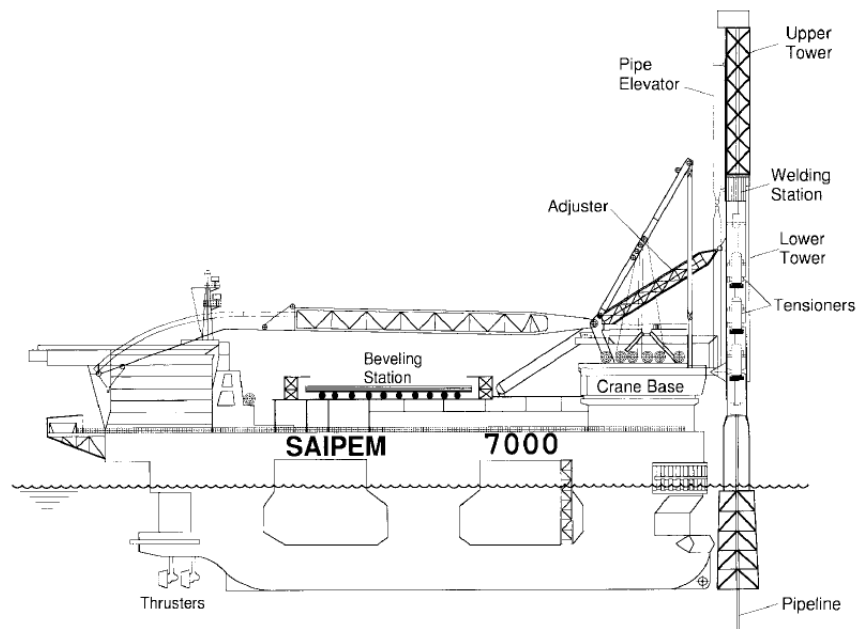 Upper
Tower
Pipe
Elevator
Welding
Station
Adjuster
Lower
Tower
Tensioners
Beveling
Station
Crane Base
SAIPEM 7000
Thrusters
Pipeline